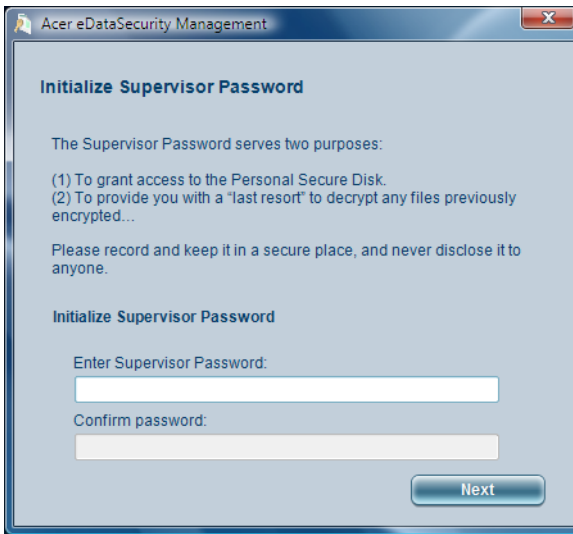 Acer eDataSecurity Management
Initialize Supervisor Password
The Supervisor Password serves two purposes:
(1) To grant access to the Personal Secure Disk.
(2) To provide you with a “last resort” to decrypt any files previously
encrypted...
Please record and keep it in a secure place, and never disclose it to
anyone.
Initialize Supervisor Password
Enter Supervisor Password:
Confirm password:
Next